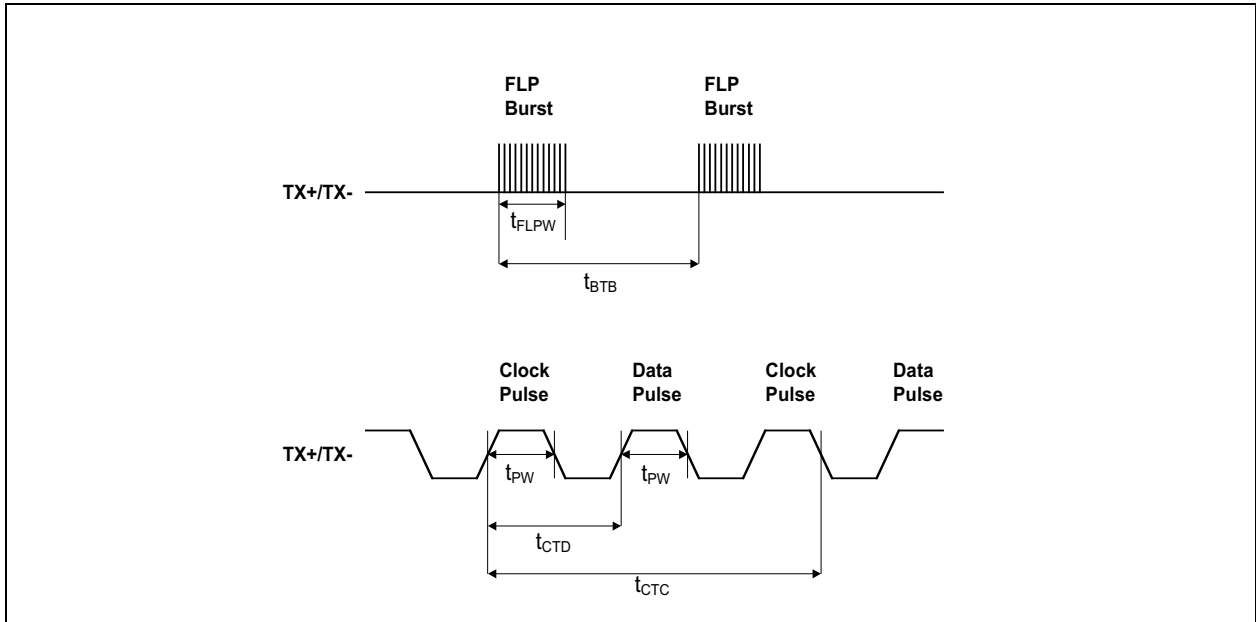 FLP
Burst
FLP
Burst
TX+/TX-
tFLPW
tBTB
Clock
Pulse
Data
Pulse
Clock
Pulse
Data
Pulse
TX+/TX-
tPW
tPW
tCTD
tCTC